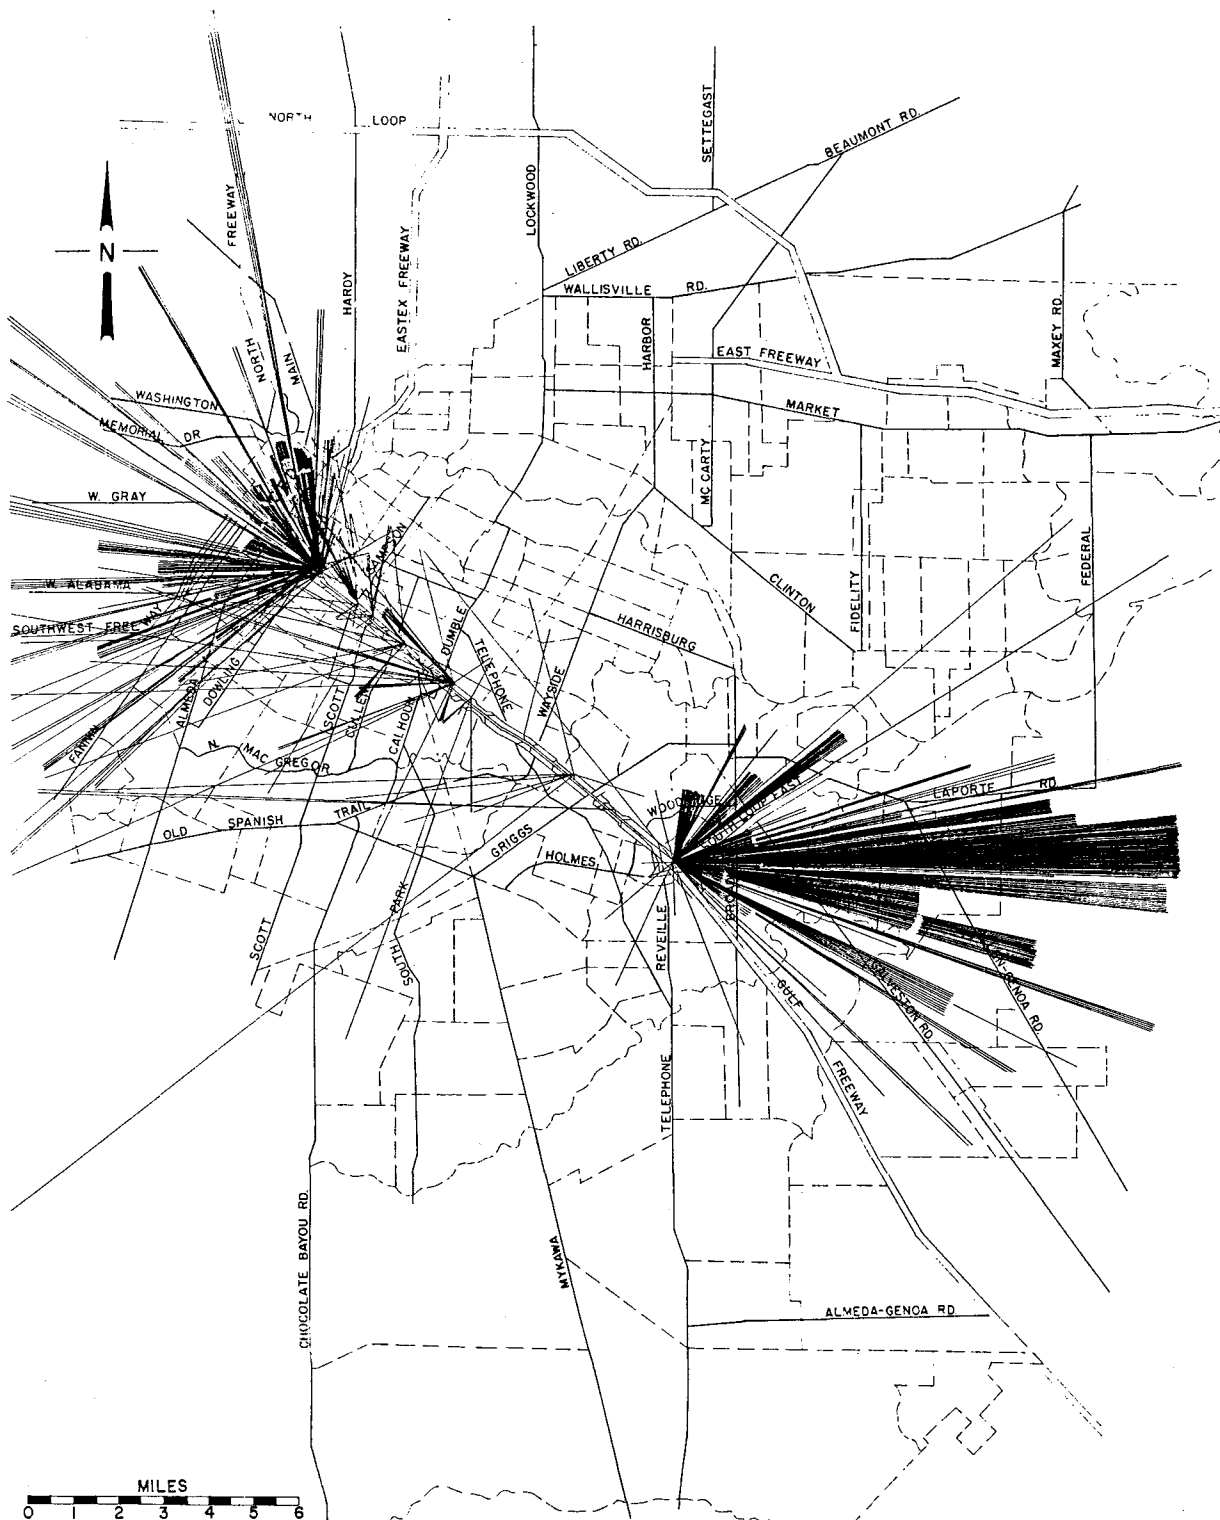 NORTH LOOP
SETTEGAST
BEAUMONT RD.
FREEWAY
LOCKWOOD
N
HARDY
EASTEX FREEWAY
LIBERTY RD.
WALLISVILLE RD.
NORTH
MAIN
HARBOR
EAST FREEWAY
MAXEY RD.
WASHINGTON
MEMORIAL DR
MARKET
W. GRAY
MC CARTY
W. ALABAMA
CLINTON
FIDELITY
FEDERAL
SOUTHWEST FREEWAY
HARRISBURG
DUMBLE
TELEPHONE
WAYSIDE
ALMEDA
DOWLING
SCOTT
CULLEN
CALHOUN
FANNIN
N. MAC GREGOR
LAPORTE RD.
OLD SPANISH TRAIL
SOUTH LOOP EAST
GRIGGS
HOLMES
SCOTT
SOUTH PARK
REVEILLE
GULF FREEWAY
GALVESTON RD.
TELEPHONE
CHOCOLATE BAYOU RD.
MYKAWA
ALMEDA-GENOA RD
MILES
0 1 2 3 4 5 6